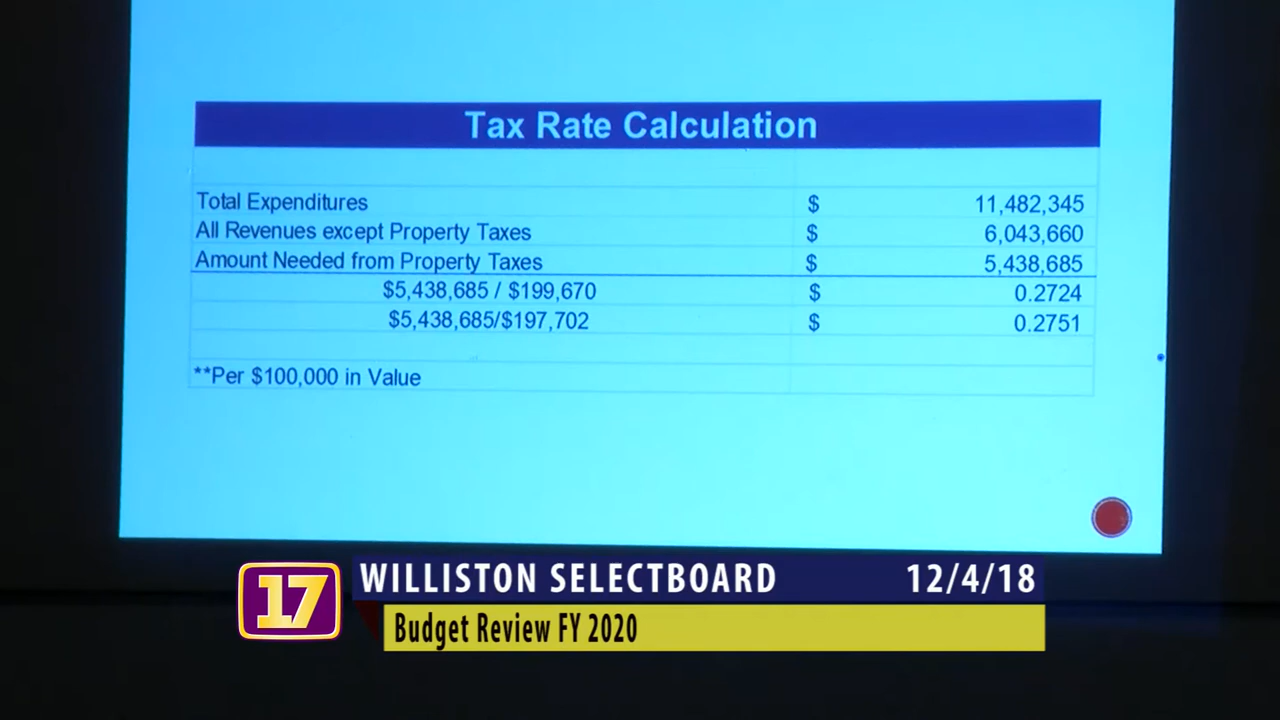 Tax Rate Calculation
Total Expenditures $ 11,482,345
All Revenues except Property Taxes $ 6,043,660
Amount Needed from Property Taxes $ 5,438,685
$5,438,685 / $199,670 $ 0.2724
$5,438,685/$197,702 $ 0.2751
**Per $100,000 in Value
17 WILLISTON SELECTBOARD 12/4/18
Budget Review FY 2020